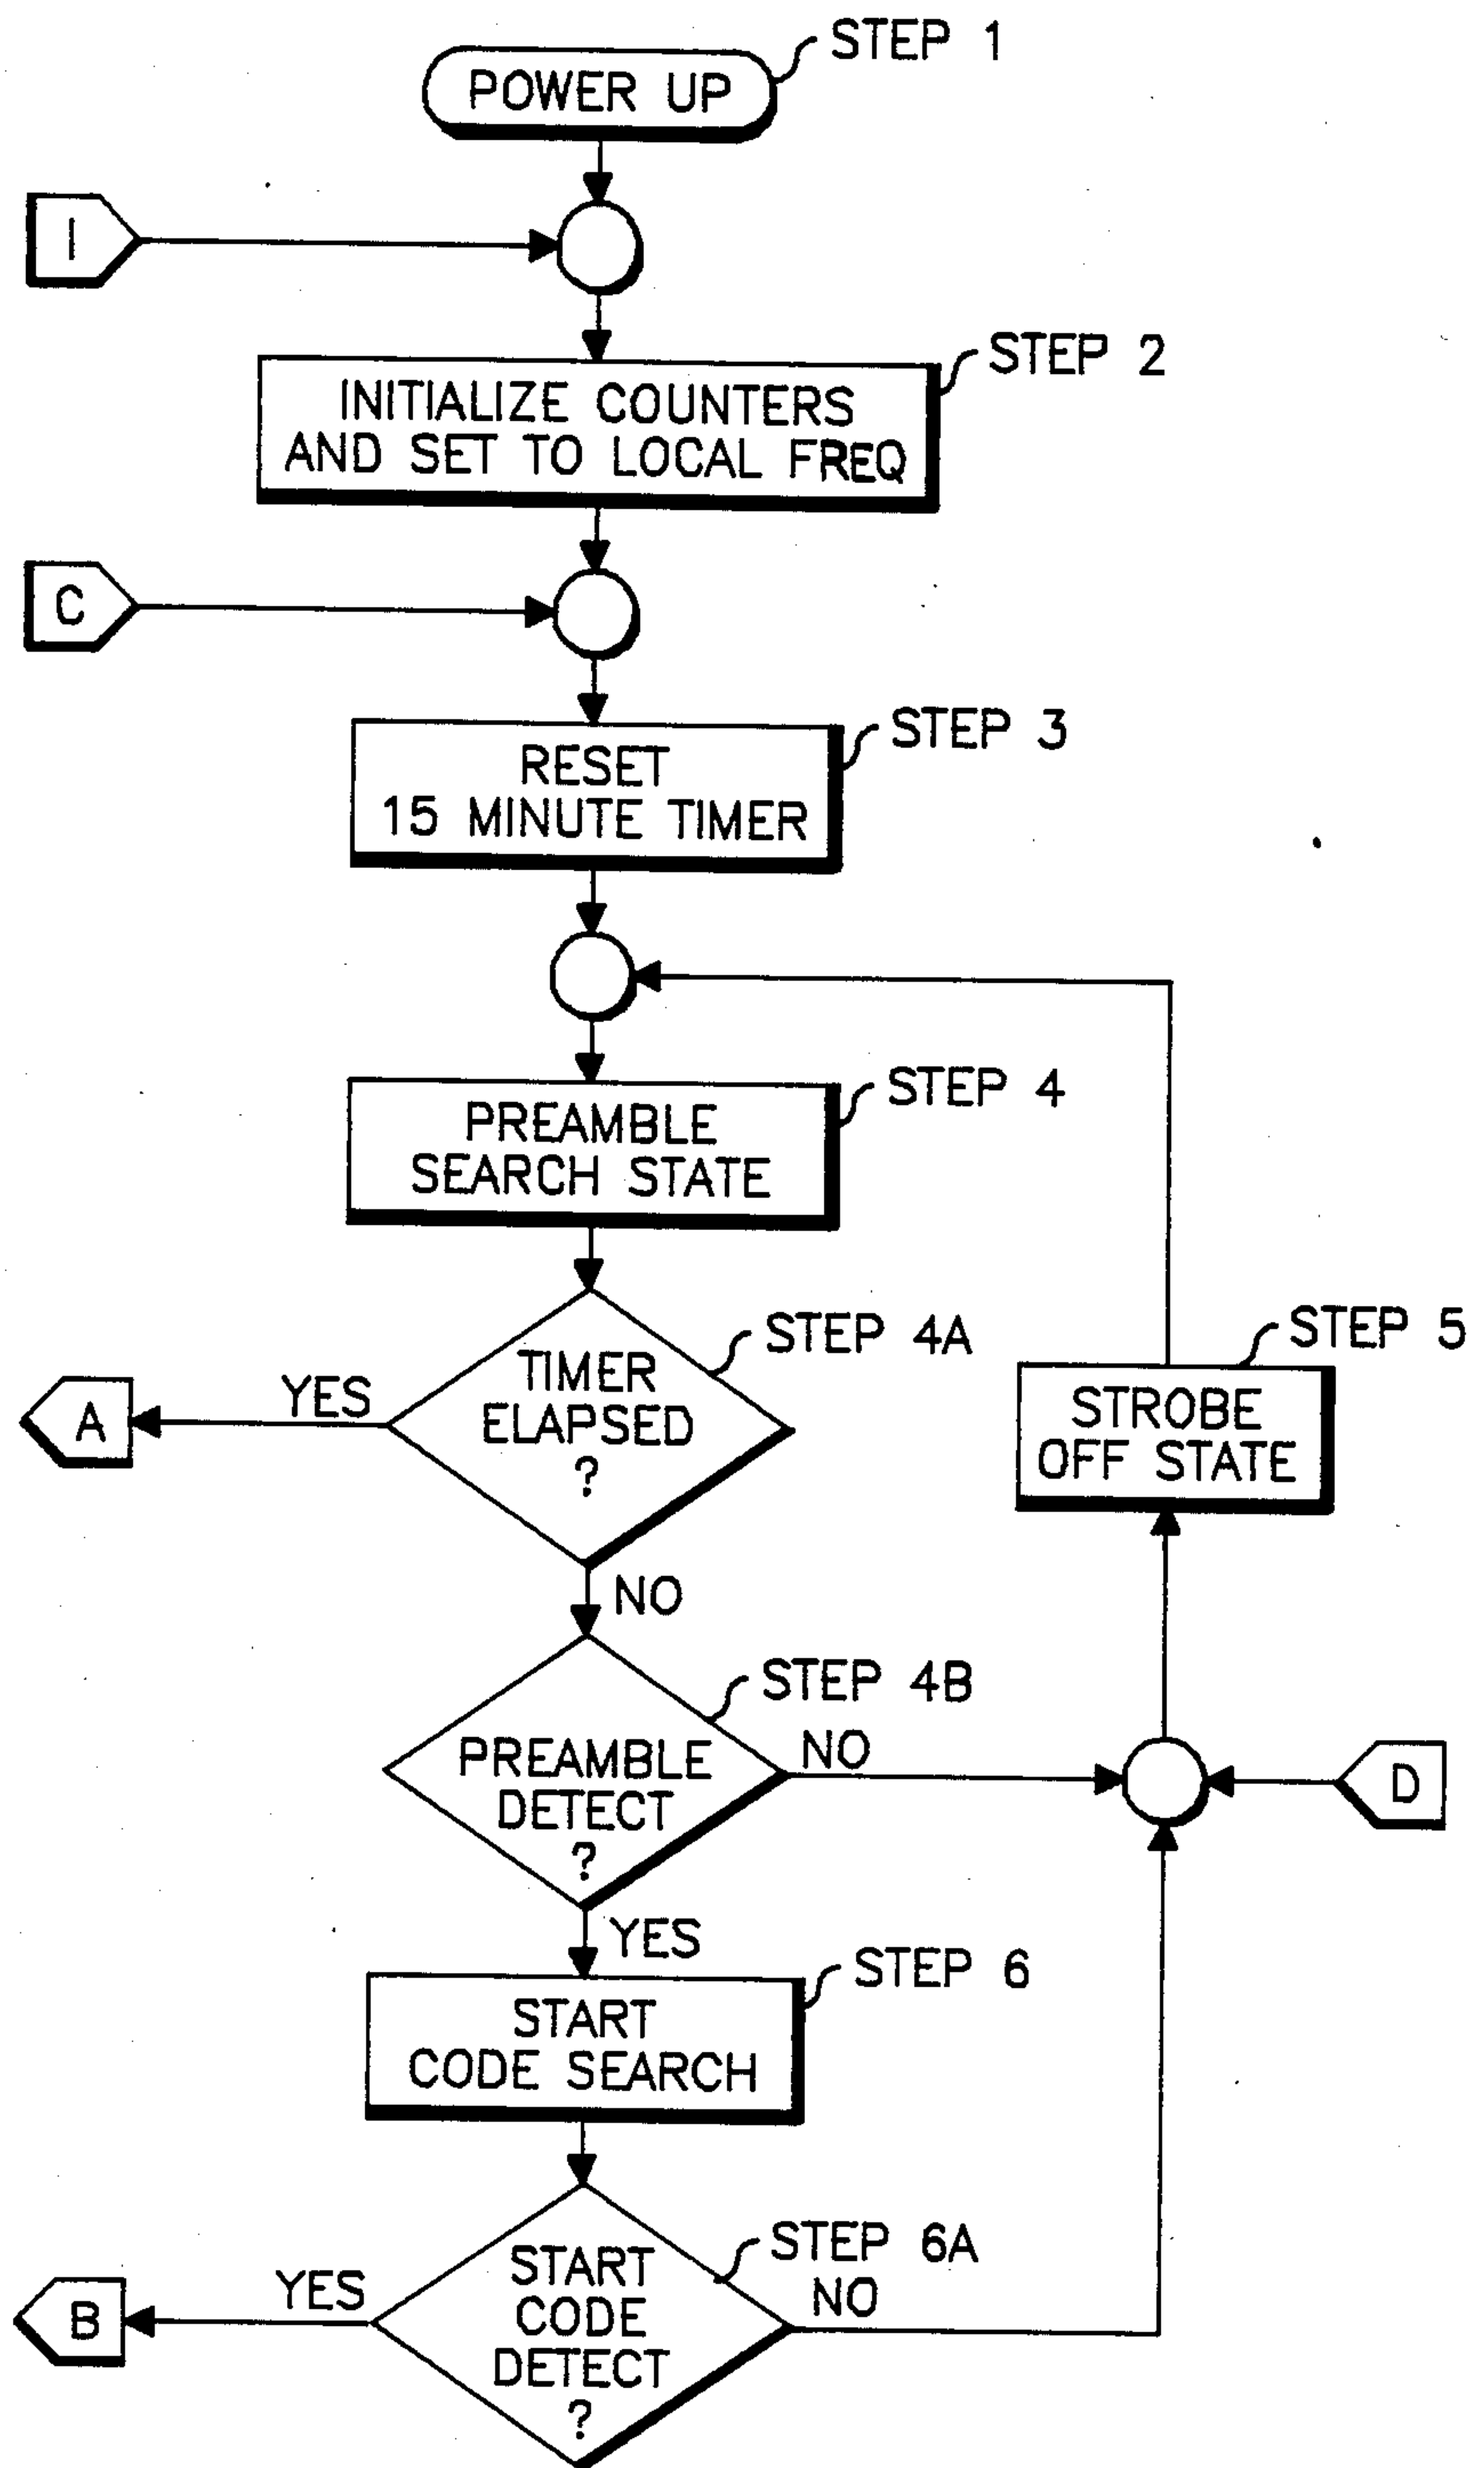 STEP 1
POWER UP
I
STEP 2
INITIALIZE COUNTERS
AND SET TO LOCAL FREQ
C
STEP 3
RESET
15 MINUTE TIMER
STEP 4
PREAMBLE
SEARCH STATE
STEP 4A
TIMER
ELAPSED
?
YES
A
NO
STEP 5
STROBE
OFF STATE
STEP 4B
PREAMBLE
DETECT
?
NO
D
YES
STEP 6
START
CODE SEARCH
STEP 6A
START
CODE
DETECT
?
YES
B
NO